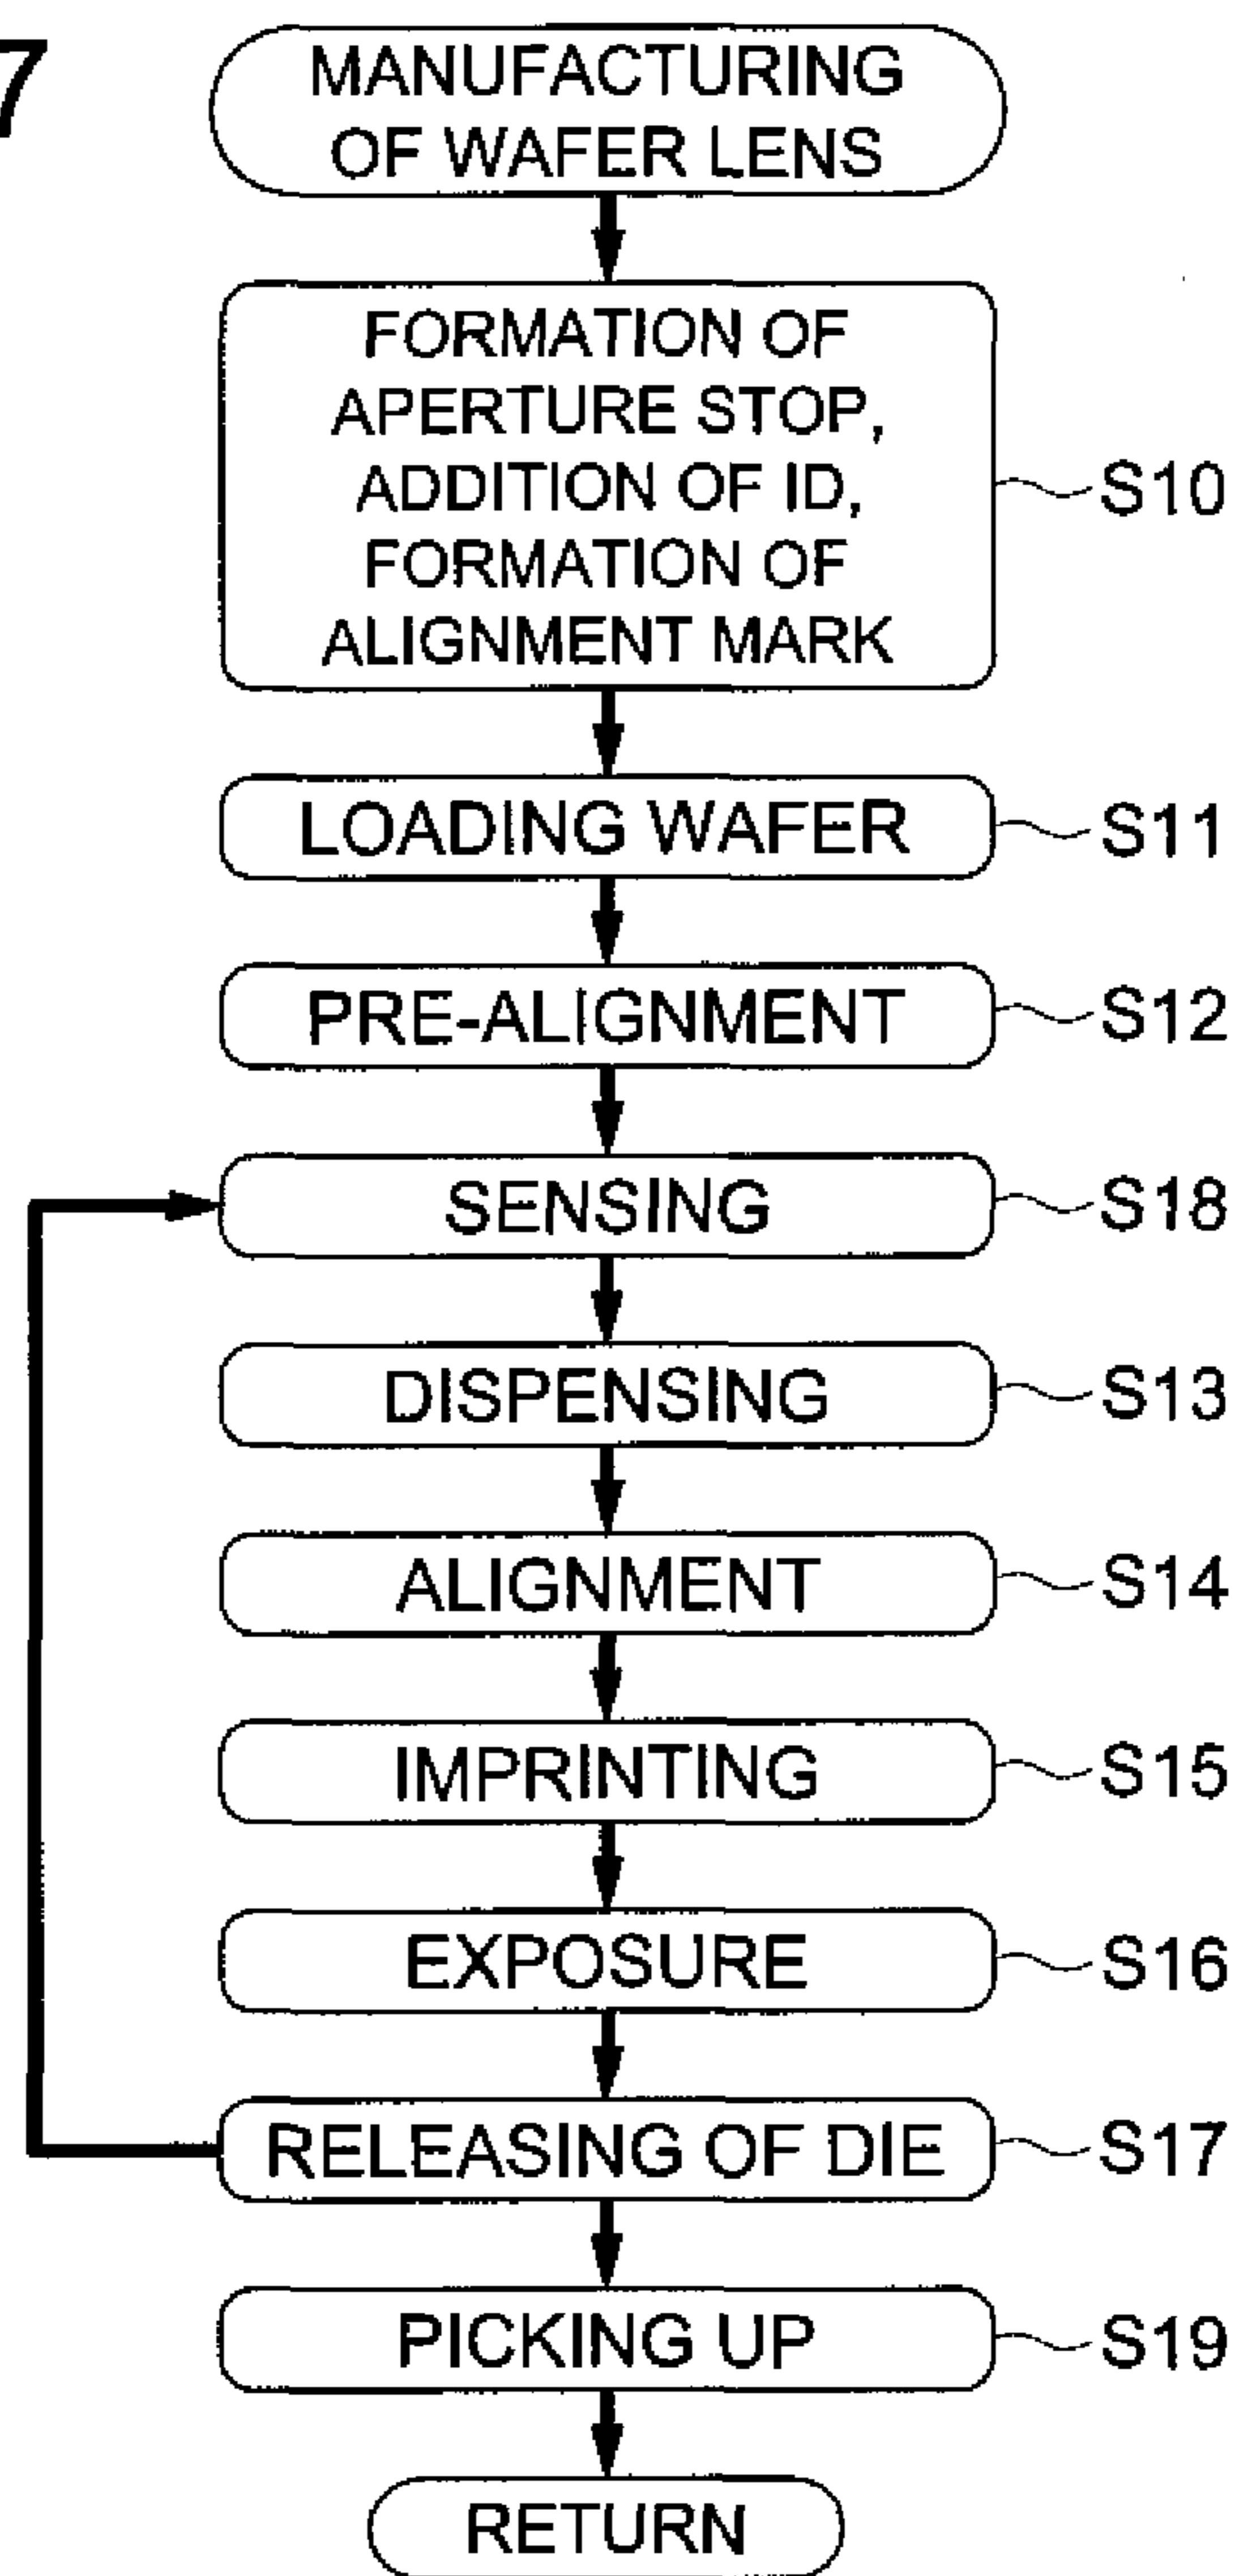 7
MANUFACTURING
OF WAFER LENS
FORMATION OF
APERTURE STOP,
ADDITION OF ID,
FORMATION OF
ALIGNMENT MARK
S10
LOADING WAFER
S11
PRE-ALIGNMENT
S12
SENSING
S18
DISPENSING
S13
ALIGNMENT
S14
IMPRINTING
S15
EXPOSURE
S16
RELEASING OF DIE
S17
PICKING UP
S19
RETURN